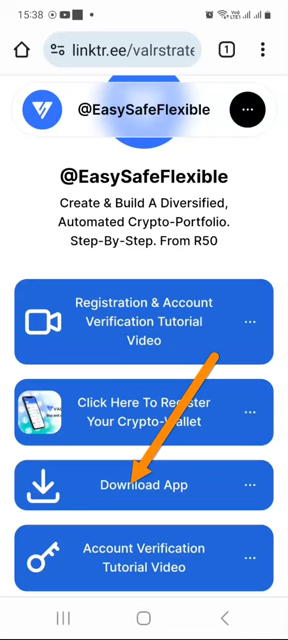 15:38
linktr.ee/valrstrate
1
@EasySafeFlexible
@EasySafeFlexible
Create & Build A Diversified,
Automated Crypto-Portfolio.
Step-By-Step. From R50
Registration & Account
Verification Tutorial
Video
Click Here To Register
Your Crypto-Wallet
Download App
Account Verification
Tutorial Video